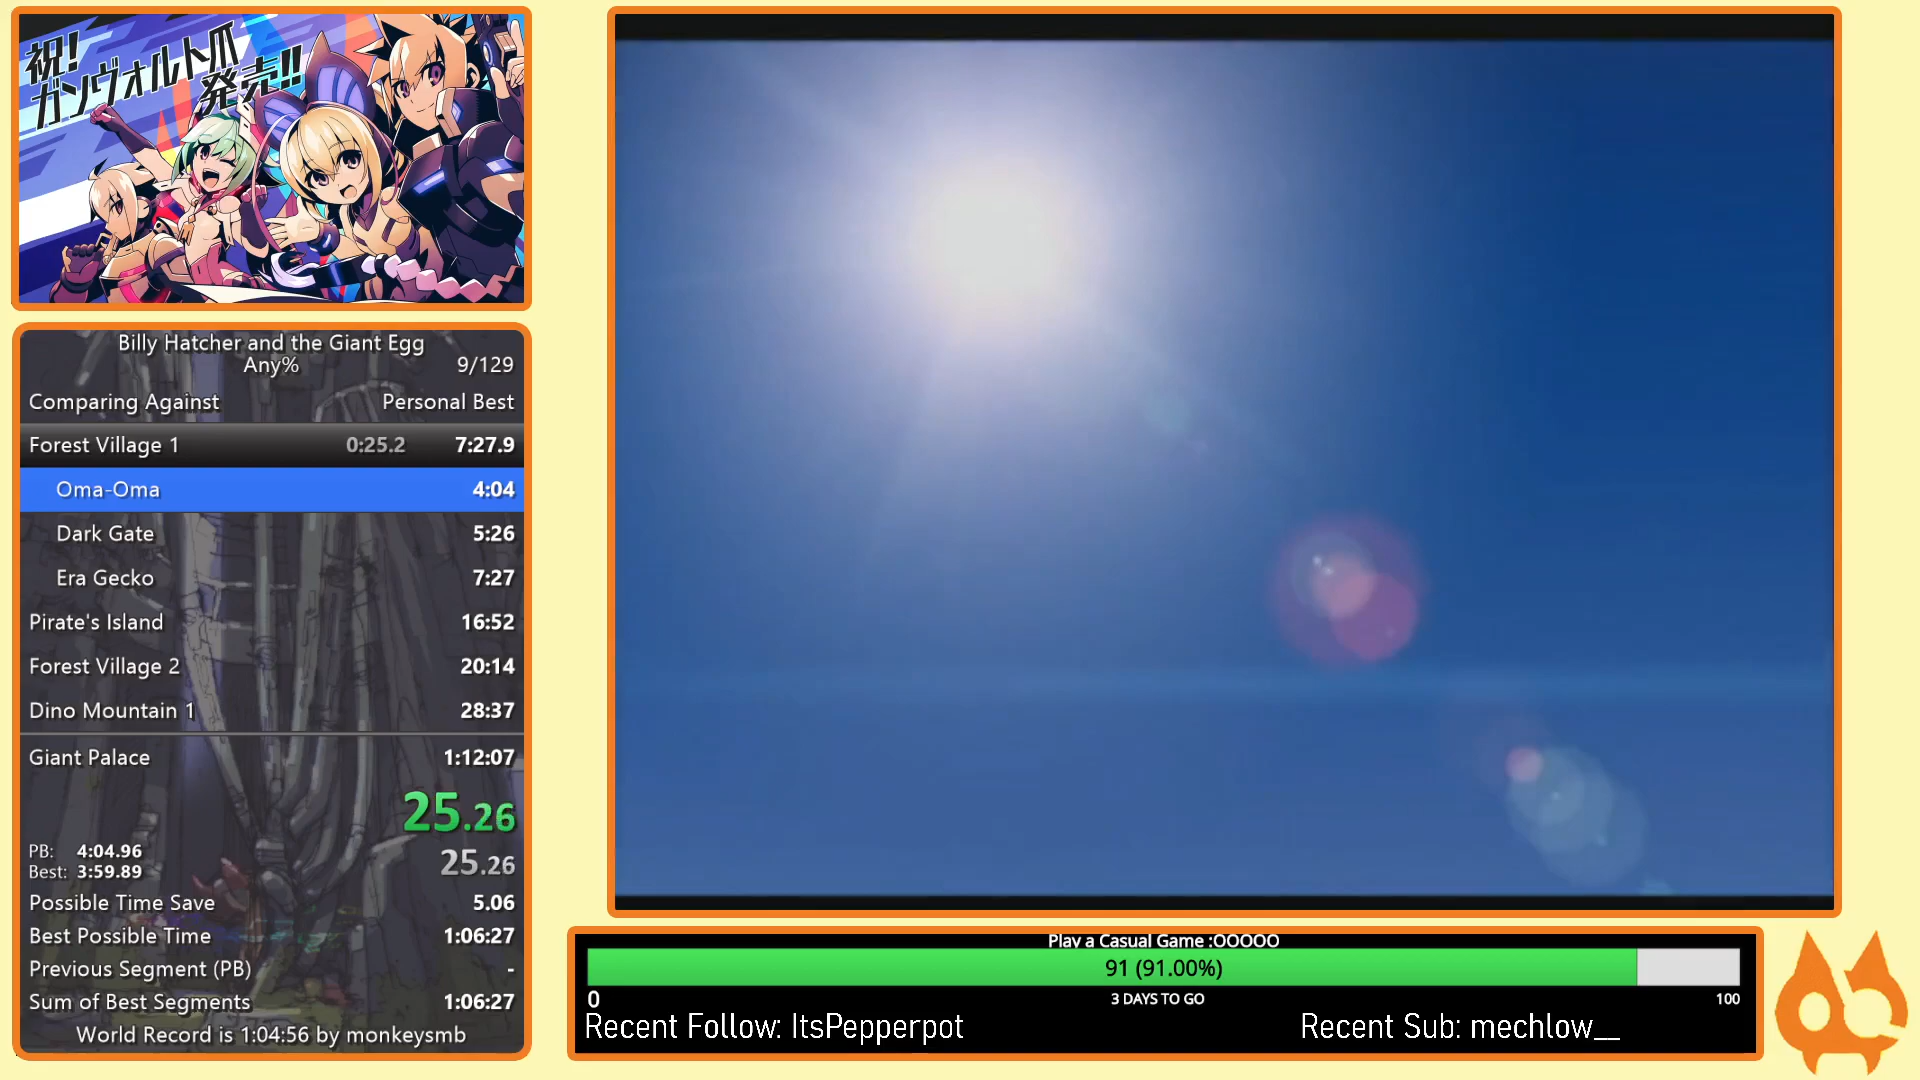 祝!
ガンヴォルト爪
発売!!
Billy Hatcher and the Giant Egg
Any% 9/129
Comparing Against Personal Best
Forest Village 1 0:25.2 7:27.9
Oma-Oma 4:04
Dark Gate 5:26
Era Gecko 7:27
Pirate's Island 16:52
Forest Village 2 20:14
Dino Mountain 1 28:37
Giant Palace 1:12:07
25.26
PB: 4:04.96
Best: 3:59.89
25.26
Possible Time Save 5.06
Best Possible Time 1:06:27
Previous Segment (PB) -
Sum of Best Segments 1:06:27
World Record is 1:04:56 by monkeysmb
Play a Casual Game :OOOOO
91 (91.00%)
0 3 DAYS TO GO 100
Recent Follow: ItsPepperpot Recent Sub: mechlow__